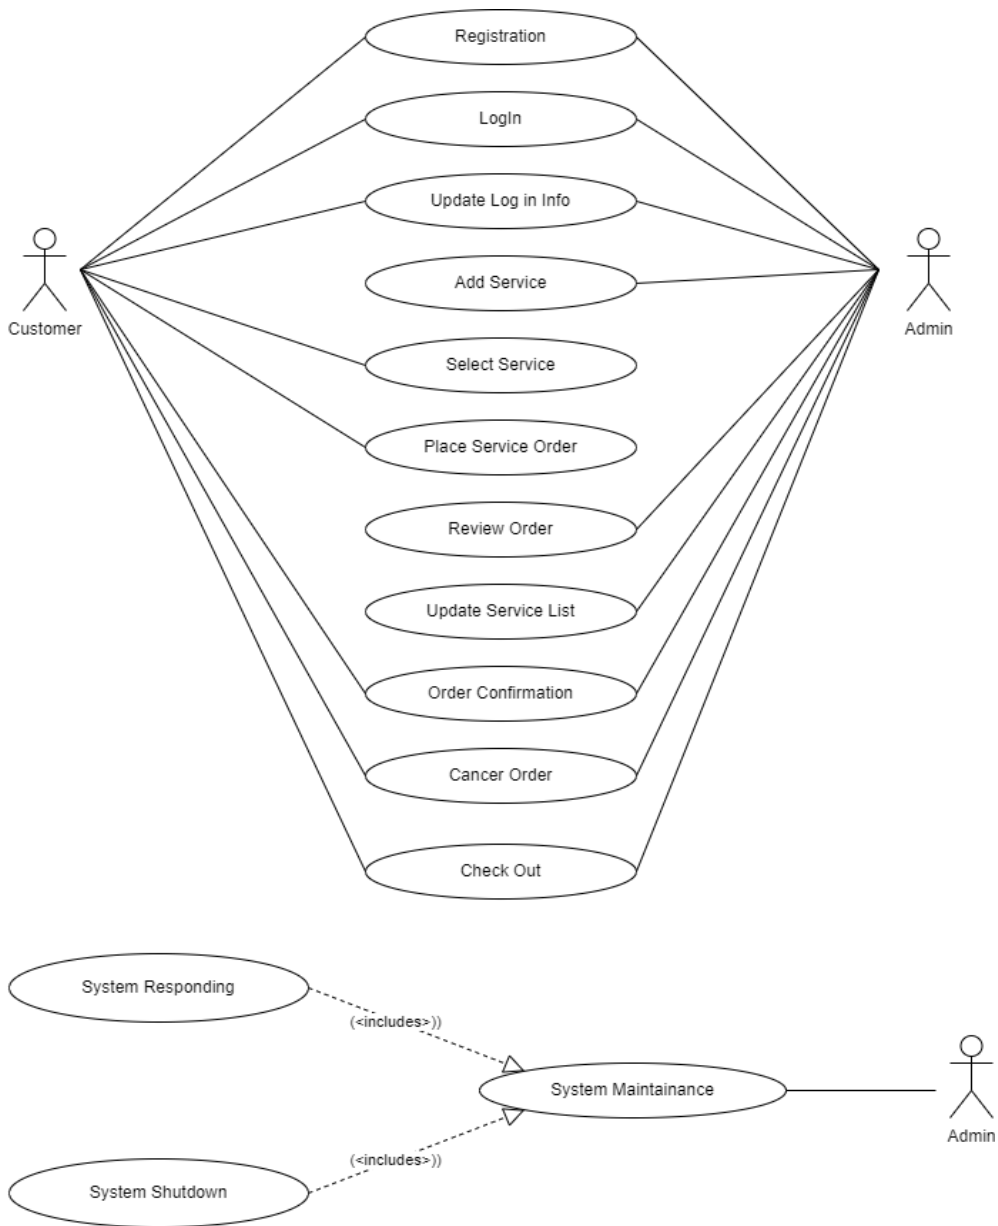 Registration
LogIn
Update Log in Info
Add Service
Customer
Admin
Select Service
Place Service Order
Review Order
Update Service List
Order Confirmation
Cancer Order
Check Out
System Responding
(<includes>))
System Maintainance
Admin
(<includes>))
System Shutdown